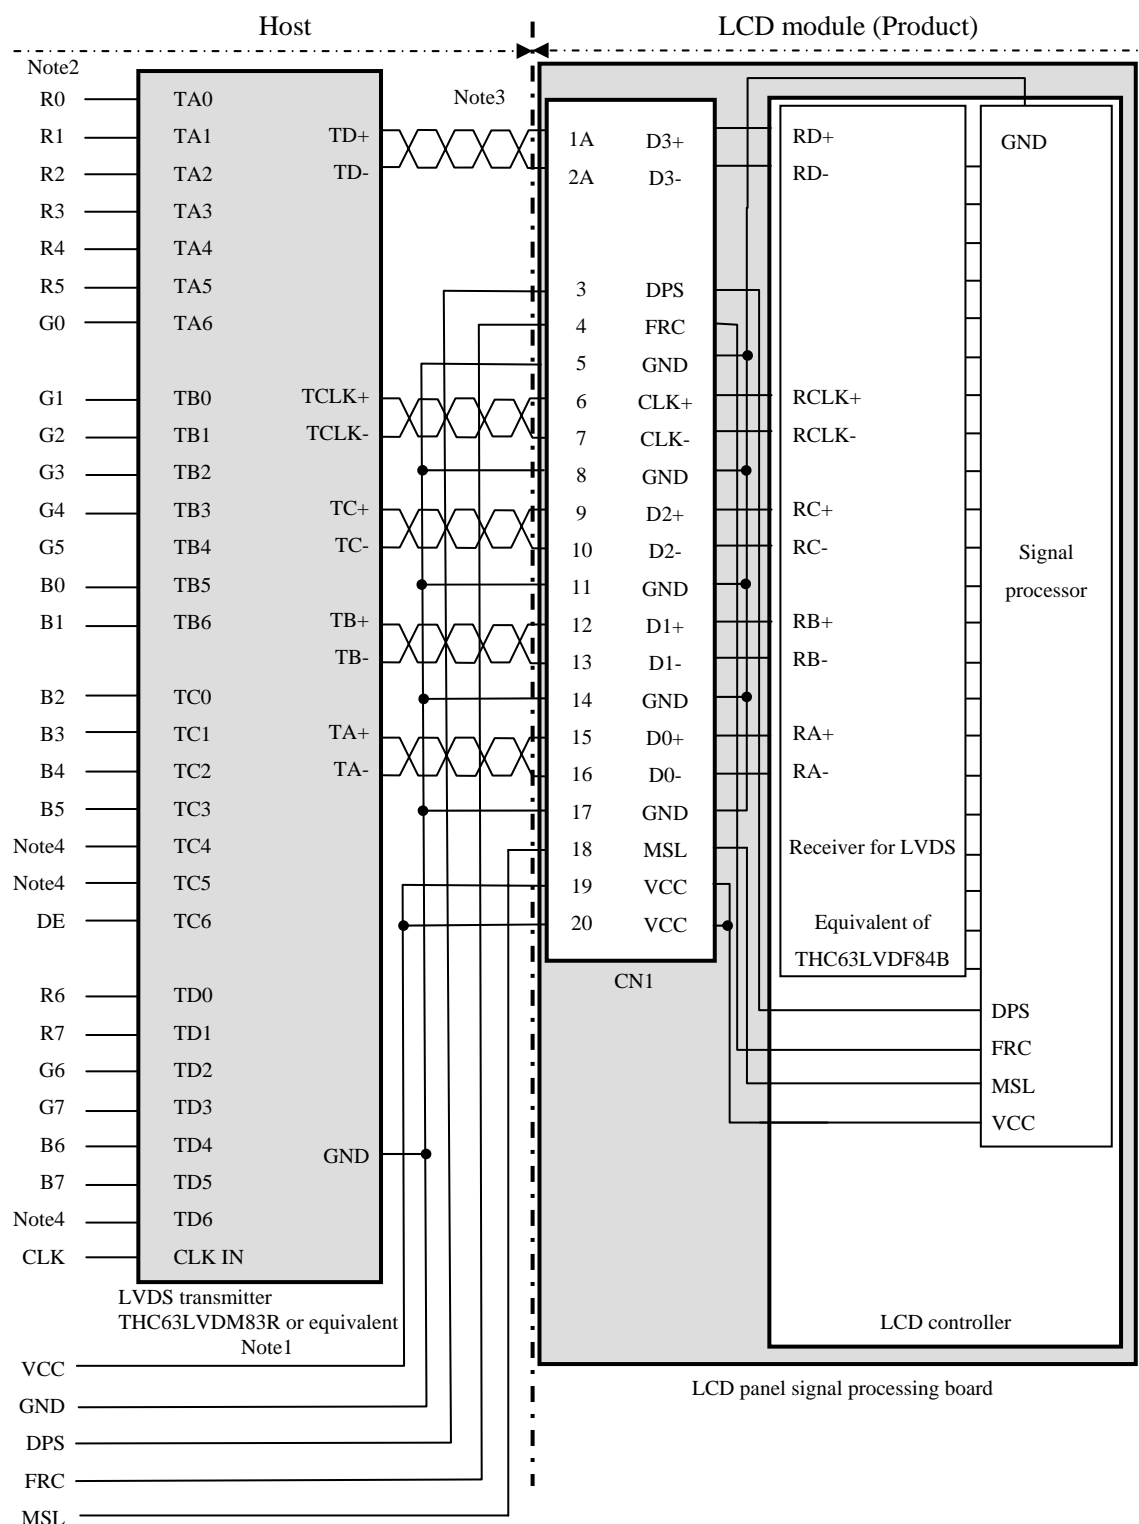 Host LCD module (Product)
Note2
Note3
R0 TA0
R1 TA1 TD+ 1A D3+ RD+ GND
R2 TA2 TD- 2A D3- RD-
R3 TA3
R4 TA4
R5 TA5 3 DPS
G0 TA6 4 FRC
5 GND
G1 TB0 TCLK+ 6 CLK+ RCLK+
G2 TB1 TCLK- 7 CLK- RCLK-
G3 TB2 8 GND
G4 TB3 TC+ 9 D2+ RC+
G5 TB4 TC- 10 D2- RC- Signal
B0 TB5 11 GND processor
B1 TB6 TB+ 12 D1+ RB+
TB- 13 D1- RB-
B2 TC0 14 GND
B3 TC1 TA+ 15 D0+ RA+
B4 TC2 TA- 16 D0- RA-
B5 TC3 17 GND
Note4 TC4 18 MSL Receiver for LVDS
Note4 TC5 19 VCC
DE TC6 20 VCC Equivalent of
THC63LVDF84B
CN1
R6 TD0 DPS
R7 TD1 FRC
G6 TD2 MSL
G7 TD3 VCC
B6 TD4 GND
B7 TD5
Note4 TD6
CLK CLK IN
LVDS transmitter
THC63LVDM83R or equivalent LCD controller
Note1
VCC
LCD panel signal processing board
GND
DPS
FRC
MSL